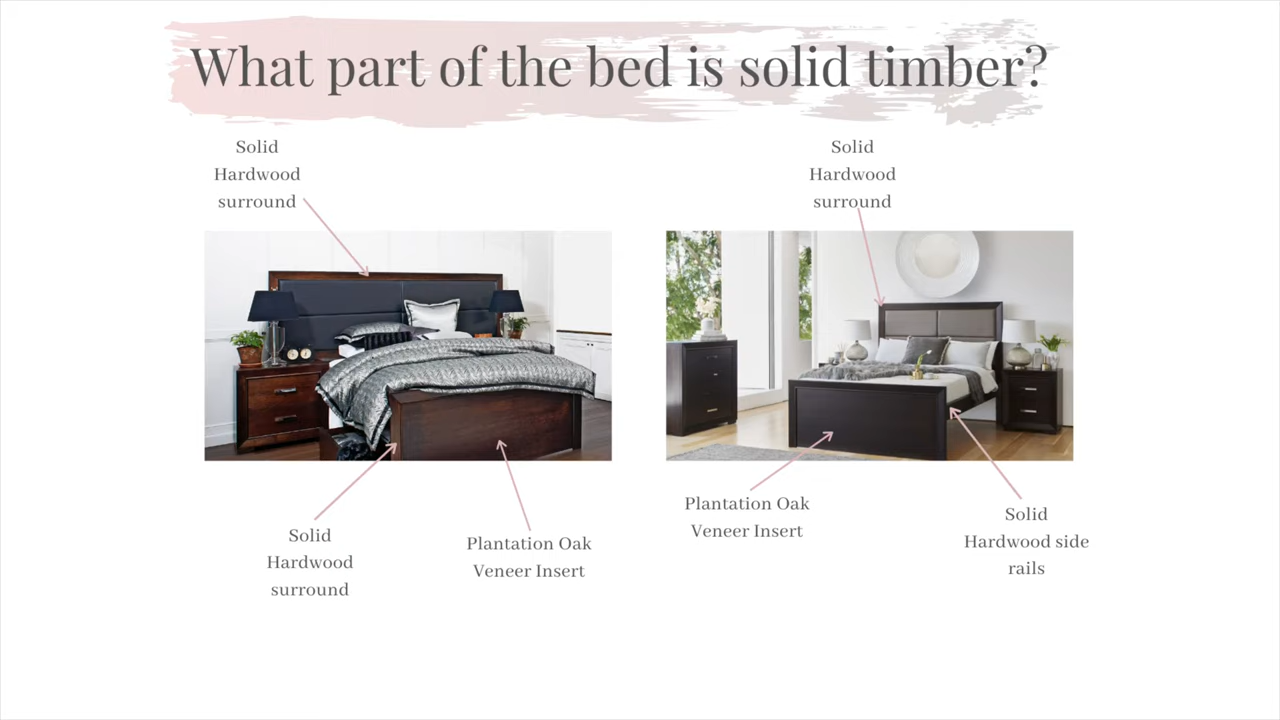 What part of the bed is solid timber?
Solid
Hardwood
surround
Solid
Hardwood
surround
Solid
Hardwood
surround
Plantation Oak
Veneer Insert
Plantation Oak
Veneer Insert
Solid
Hardwood side
rails